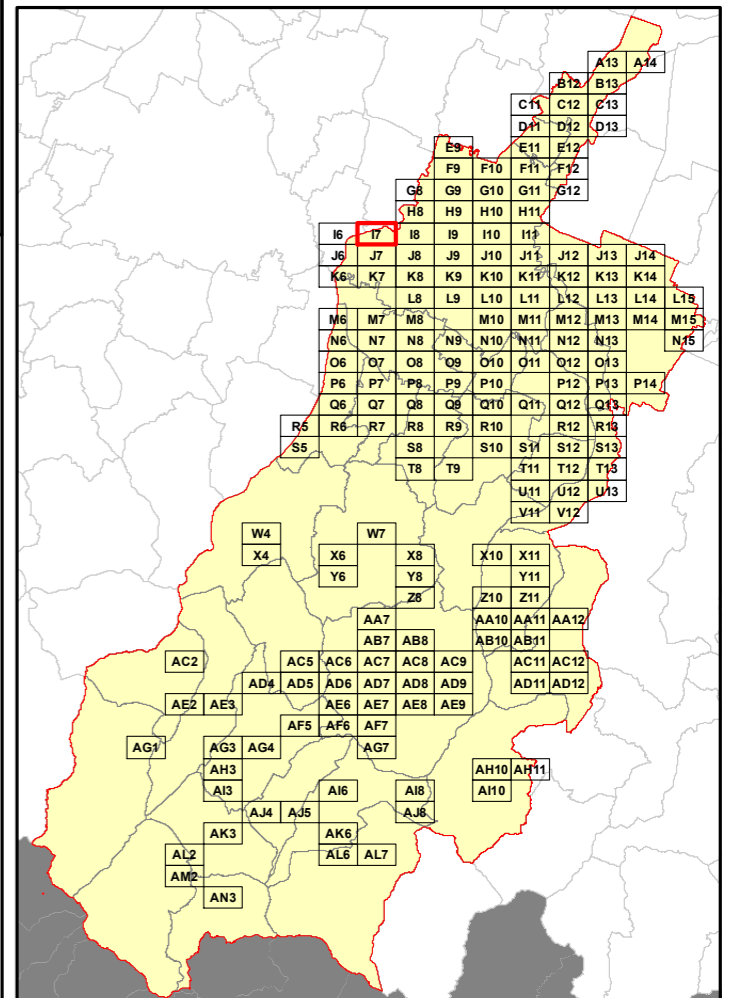 A13 A14
B12 B13
C11 C12 C13
D11 D12 D13
E9 E11 E12
F9 F10 F11 F12
G8 G9 G10 G11 G12
H8 H9 H10 H11
I6 I7 I8 I9 I10 I11
J6 J7 J8 J9 J10 J11 J12 J13 J14
K6 K7 K8 K9 K10 K11 K12 K13 K14
L8 L9 L10 L11 L12 L13 L14 L15
M6 M7 M8 M10 M11 M12 M13 M14 M15
N6 N7 N8 N9 N10 N11 N12 N13 N15
O6 O7 O8 O9 O10 O11 O12 O13
P6 P7 P8 P9 P10 P12 P13 P14
Q6 Q7 Q8 Q9 Q10 Q11 Q12 Q13
R5 R6 R7 R8 R9 R10 R12 R13
S5 S8 S10 S11 S12 S13
T8 T9 T11 T12 T13
U11 U12 U13
V11 V12
W4 W7
X4 X6 X8 X10 X11
Y6 Y8 Y11
Z8 Z10 Z11
AA7 AA10 AA11 AA12
AB7 AB8 AB10 AB11
AC2 AC5 AC6 AC7 AC8 AC9 AC11 AC12
AD4 AD5 AD6 AD7 AD8 AD9 AD11 AD12
AE2 AE3 AE6 AE7 AE8 AE9
AF5 AF6 AF7
AG1 AG3 AG4 AG7
AH3 AH10 AH11
AI3 AI6 AI8 AI10
AJ4 AJ5 AJ8
AK3 AK6
AL2 AL6 AL7
AM2
AN3